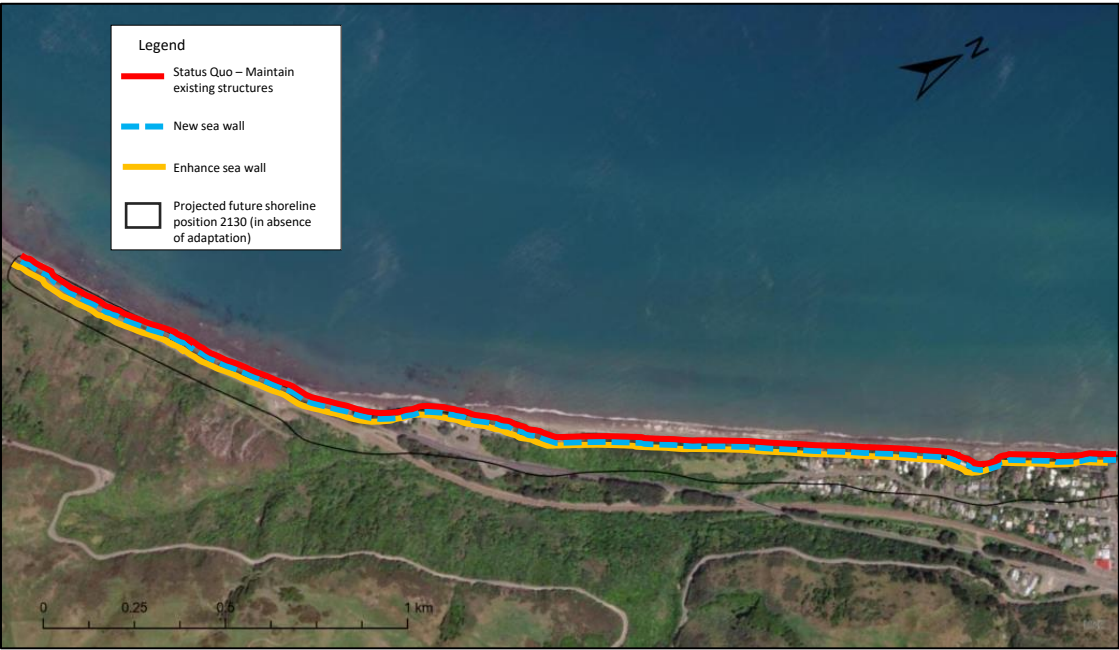 Legend
Status Quo – Maintain
existing structures
New sea wall
Enhance sea wall
Projected future shoreline
position 2130 (in absence
of adaptation)
N
0
0.25
0.5
1 km